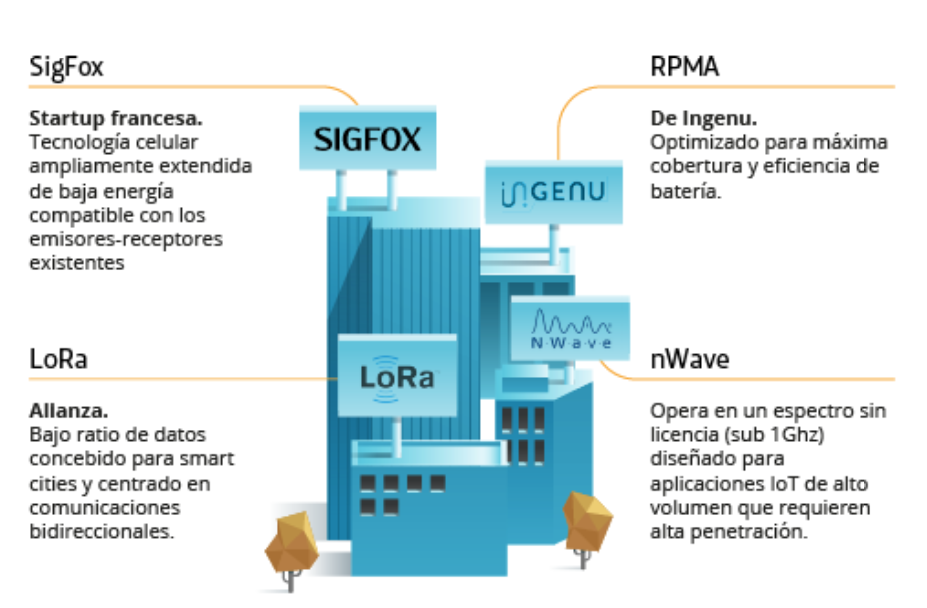 SigFox
Startup francesa.
Tecnología celular
ampliamente extendida
de baja energía
compatible con los
emisores-receptores
existentes
SIGFOX
RPMA
De Ingenu.
Optimizado para máxima
cobertura y eficiencia de
batería.
INGENU
LoRa
Allanza.
Bajo ratio de datos
concebido para smart
cities y centrado en
comunicaciones
bidireccionales.
LoRa
N·W·a·v·e
nWave
Opera en un espectro sin
licencia (sub 1Ghz)
diseñado para
aplicaciones IoT de alto
volumen que requieren
alta penetración.